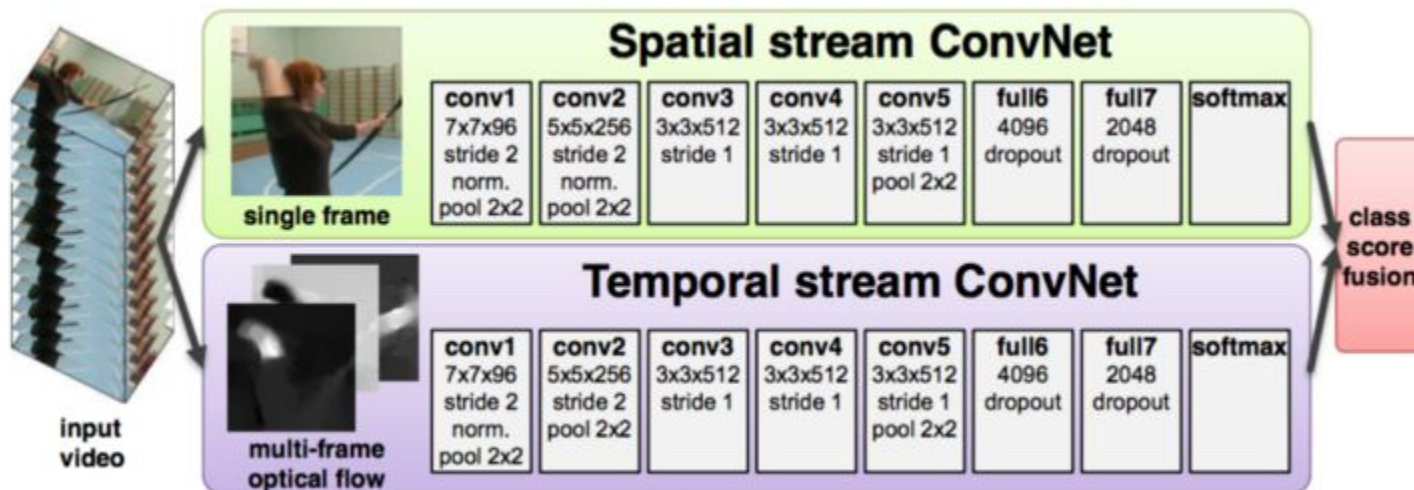 Spatial stream ConvNet
single frame
conv1
7x7x96
stride 2
norm.
pool 2x2
conv2
5x5x256
stride 2
norm.
pool 2x2
conv3
3x3x512
stride 1
conv4
3x3x512
stride 1
conv5
3x3x512
stride 1
pool 2x2
full6
4096
dropout
full7
2048
dropout
softmax
Temporal stream ConvNet
multi-frame
optical flow
conv1
7x7x96
stride 2
norm.
pool 2x2
conv2
5x5x256
stride 2
pool 2x2
conv3
3x3x512
stride 1
conv4
3x3x512
stride 1
conv5
3x3x512
stride 1
pool 2x2
full6
4096
dropout
full7
2048
dropout
softmax
input
video
class
score
fusion